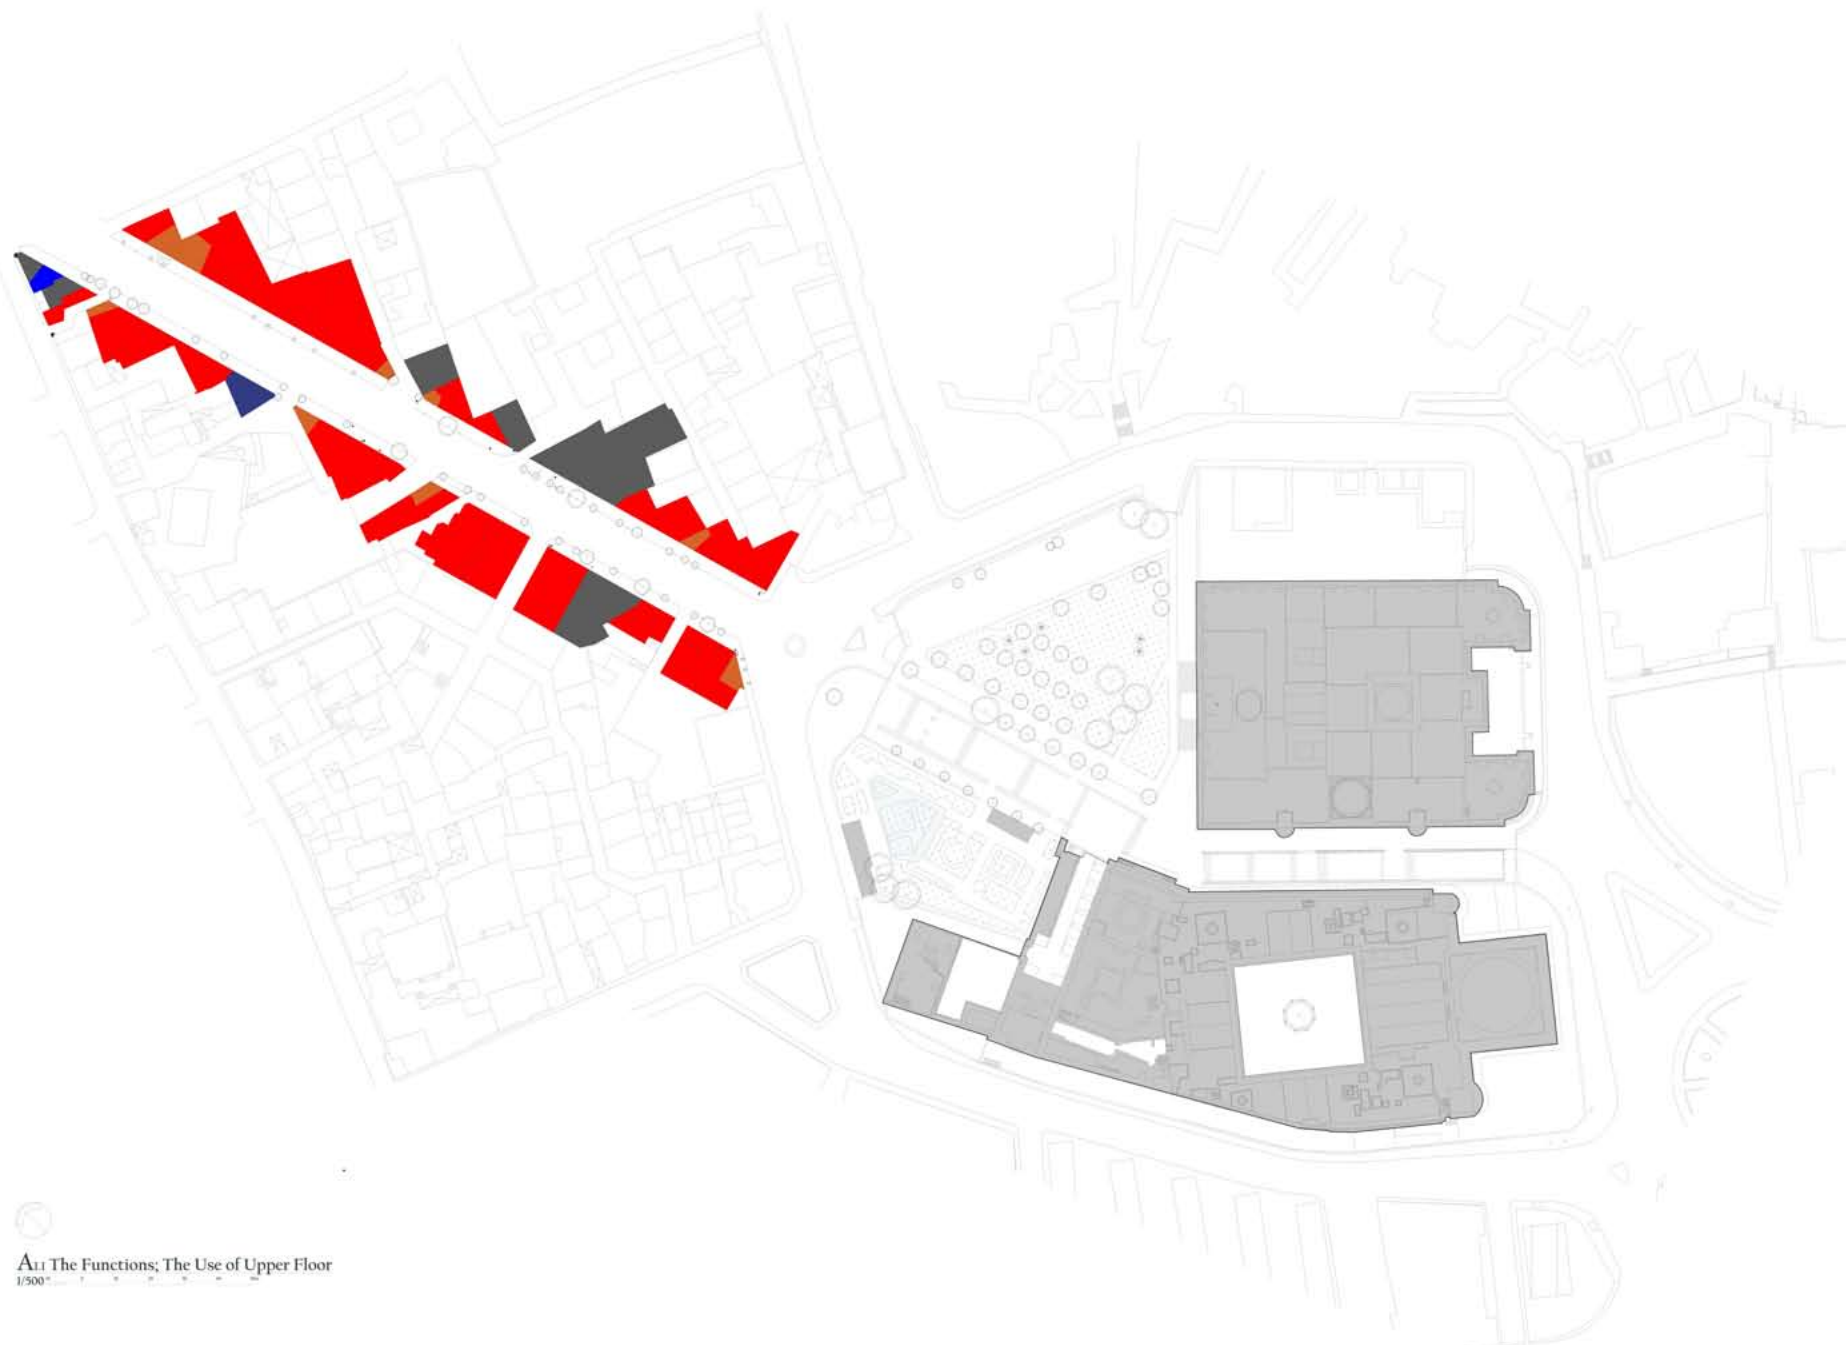 A1.1 The Functions; The Use of Upper Floor
1/500